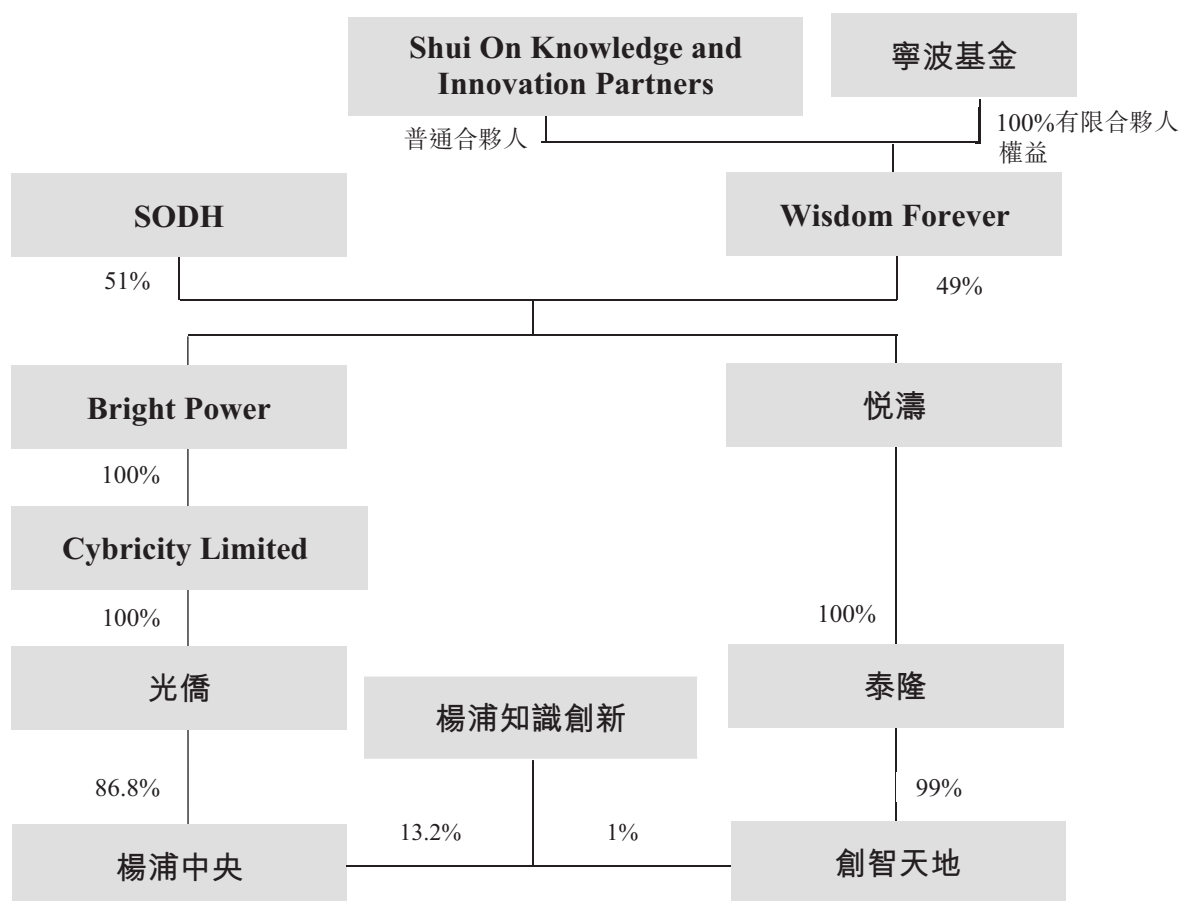 Shui On Knowledge and
Innovation Partners
寧波基金
普通合夥人
100%有限合夥人
權益
SODH
Wisdom Forever
51%
49%
Bright Power
悦濤
100%
Cybricity Limited
100%
100%
光僑
泰隆
楊浦知識創新
86.8%
99%
13.2%
1%
楊浦中央
創智天地